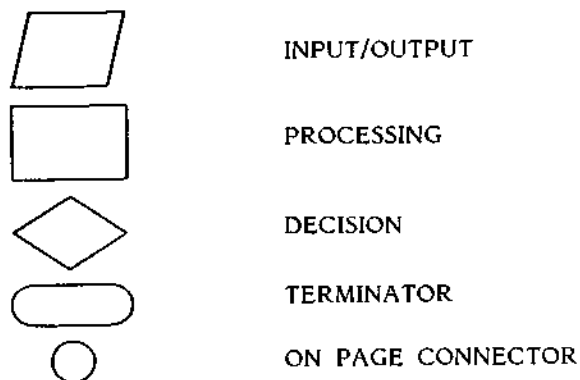 INPUT/OUTPUT
PROCESSING
DECISION
TERMINATOR
ON PAGE CONNECTOR